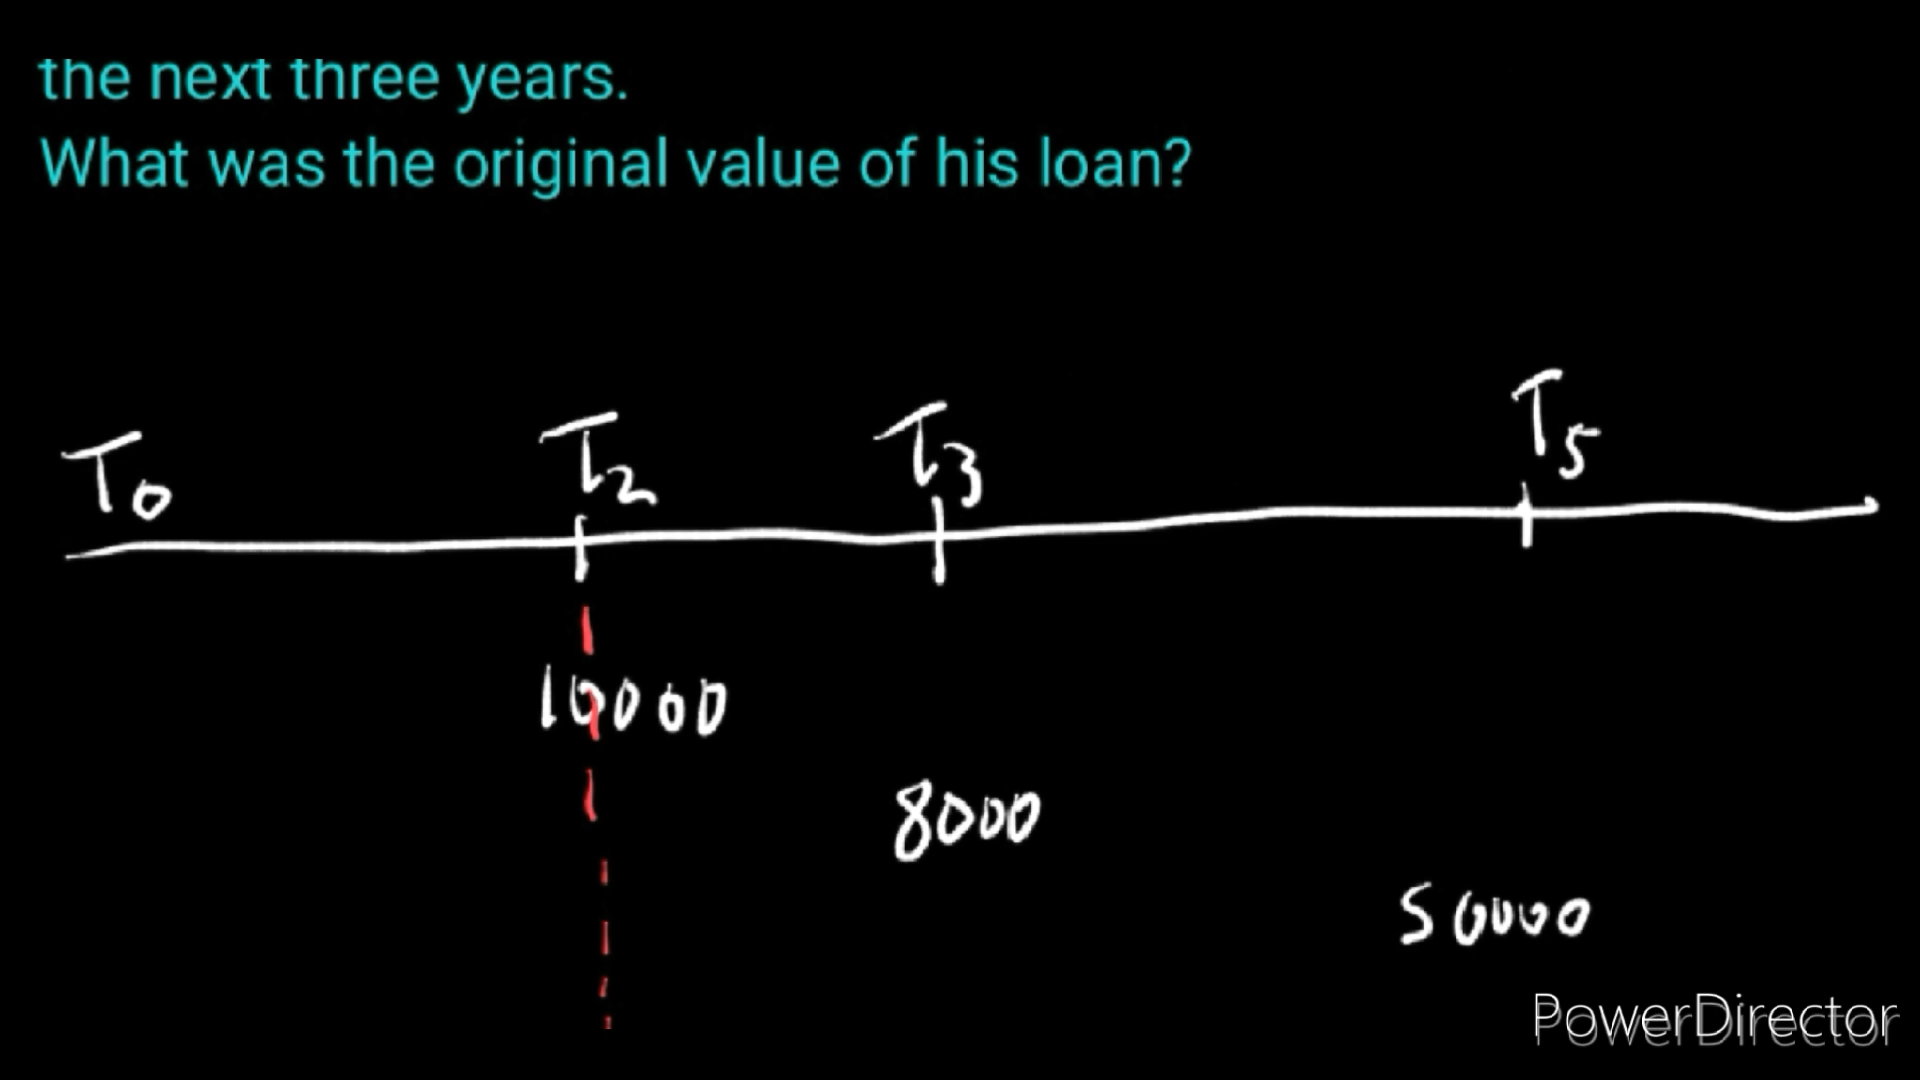 the next three years.
What was the original value of his loan?
T0 T2 T3 T5
10000
8000
50000
PowerDirector